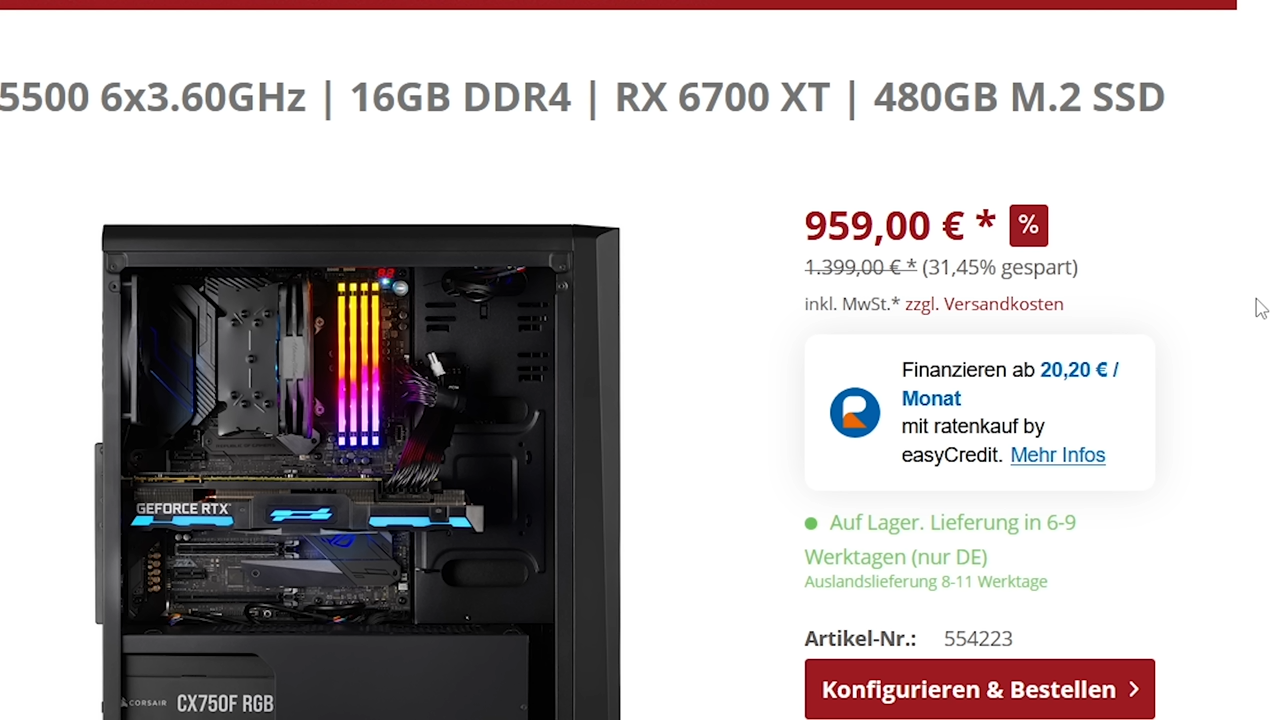 5500 6x3.60GHz | 16GB DDR4 | RX 6700 XT | 480GB M.2 SSD
959,00 € * %
1.399,00 € * (31,45% gespart)
inkl. MwSt.* zzgl. Versandkosten
Finanzieren ab 20,20 € /
Monat
mit ratenkauf by
easyCredit. Mehr Infos
Auf Lager. Lieferung in 6-9
Werktagen (nur DE)
Auslandslieferung 8-11 Werktage
Artikel-Nr.: 554223
Konfigurieren & Bestellen
GEFORCE RTX
CORSAIR CX750F RGB